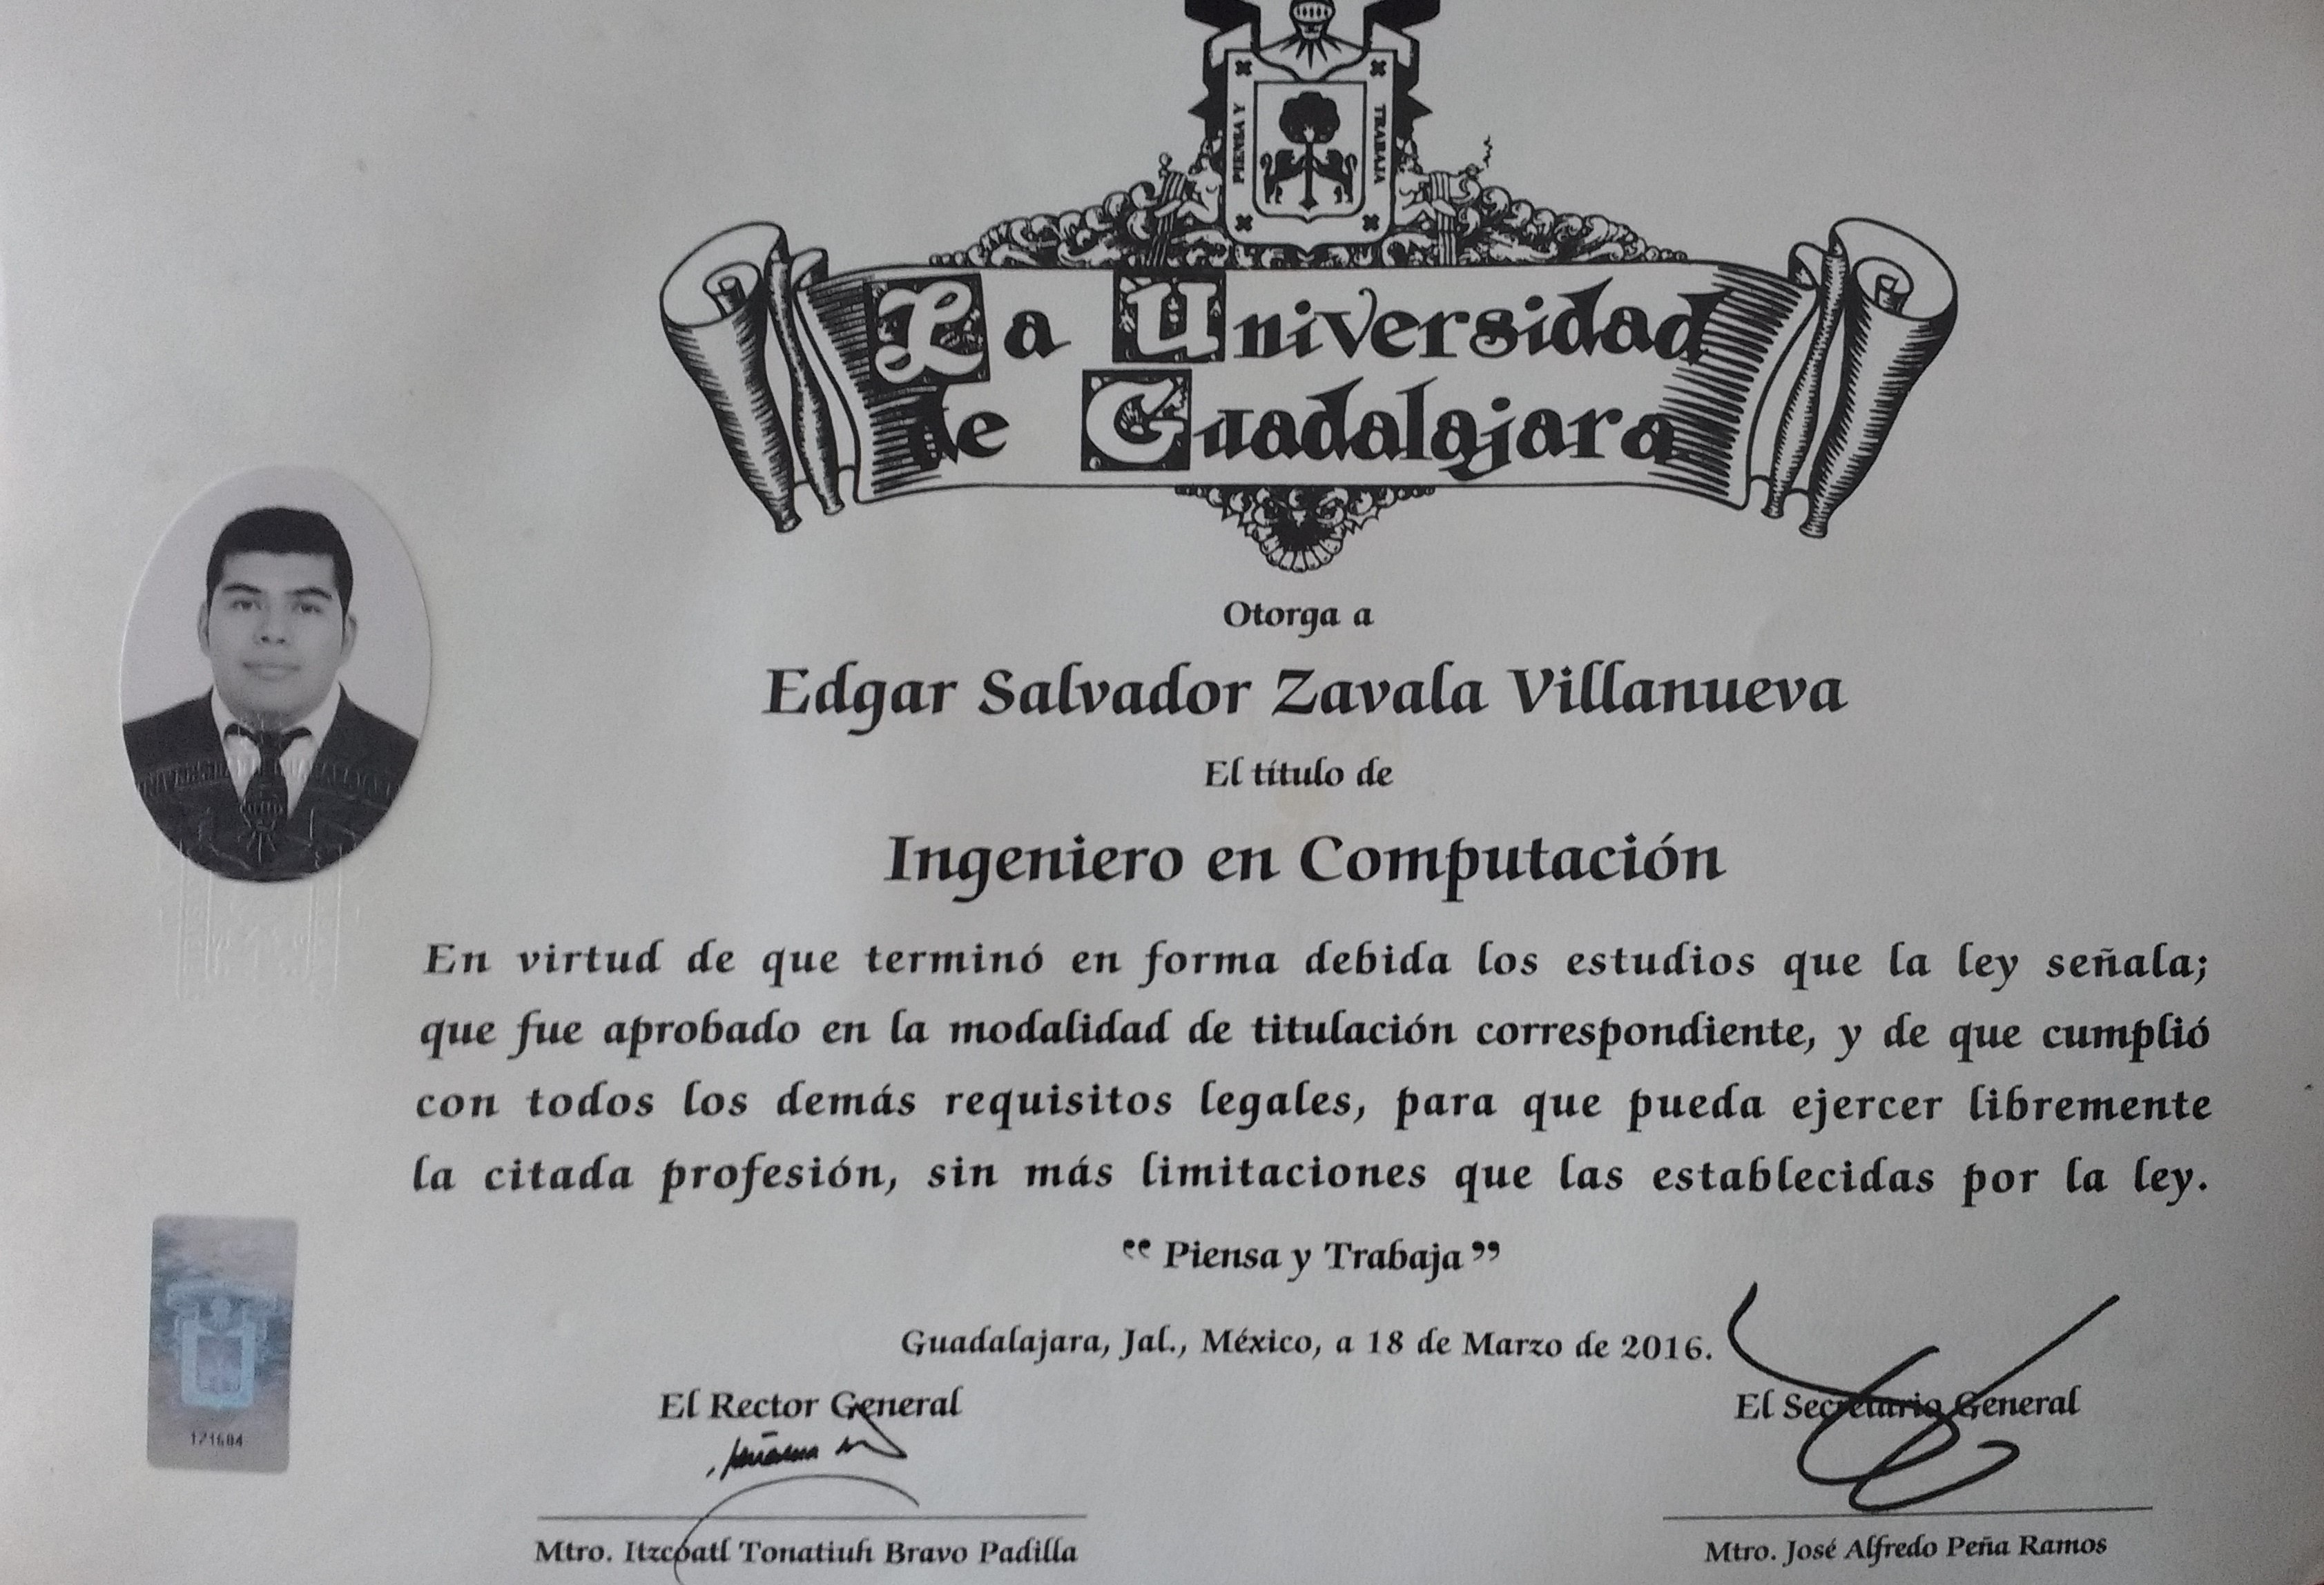 PIENSA Y
TRABAJA
La Universidad
de Guadalajara
Otorga a
Edgar Salvador Zavala Villanueva
El título de
Ingeniero en Computación
En virtud de que terminó en forma debida los estudios que la ley señala;
que fue aprobado en la modalidad de titulación correspondiente, y de que cumplió
con todos los demás requisitos legales, para que pueda ejercer libremente
la citada profesión, sin más limitaciones que las establecidas por la ley.
“ Piensa y Trabaja ”
Guadalajara, Jal., México, a 18 de Marzo de 2016.
El Rector General
El Secretario General
Mtro. Itzcóatl Tonatiuh Bravo Padilla
Mtro. José Alfredo Peña Ramos